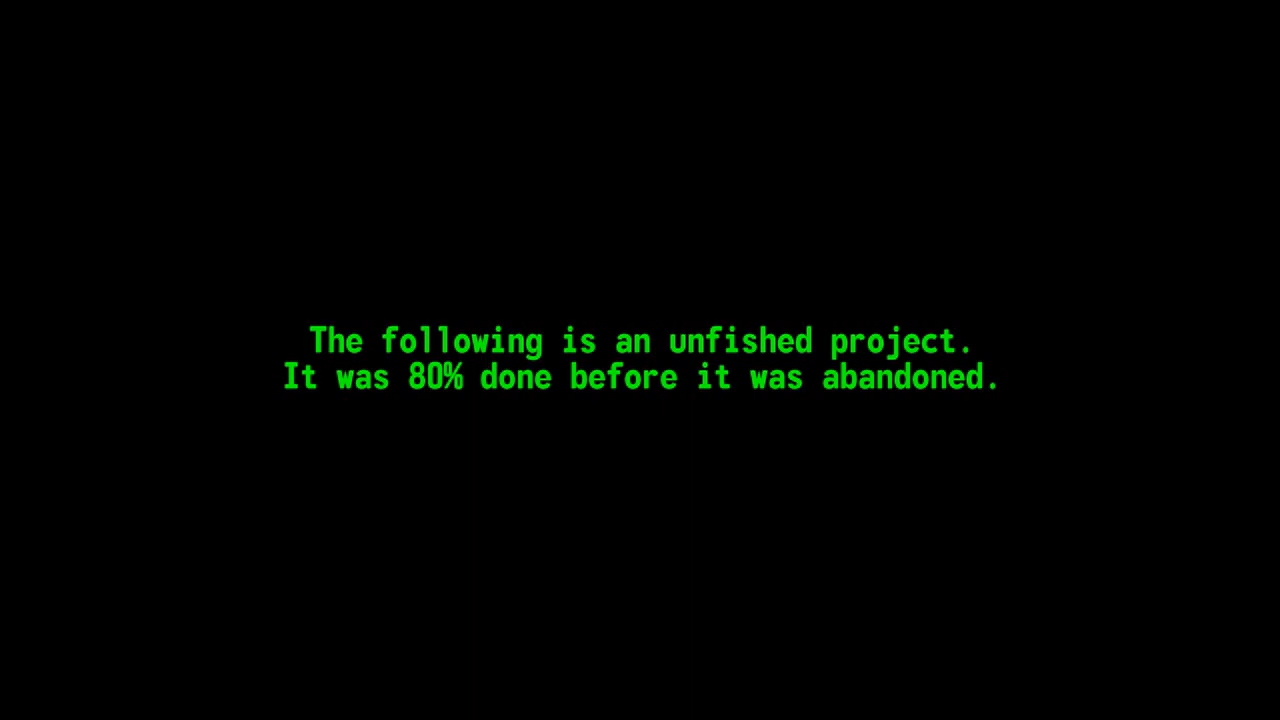 The following is an unfished project.
It was 80% done before it was abandoned.